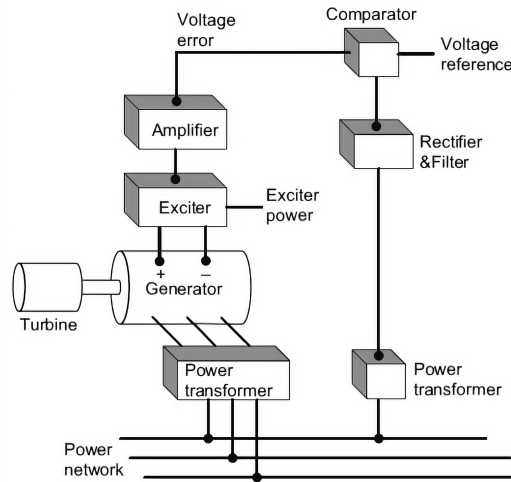 Comparator
Voltage
error
Voltage
reference
Amplifier
Rectifier
&Filter
Exciter
Exciter
power
+
–
Generator
Turbine
Power
transformer
Power
transformer
Power
network